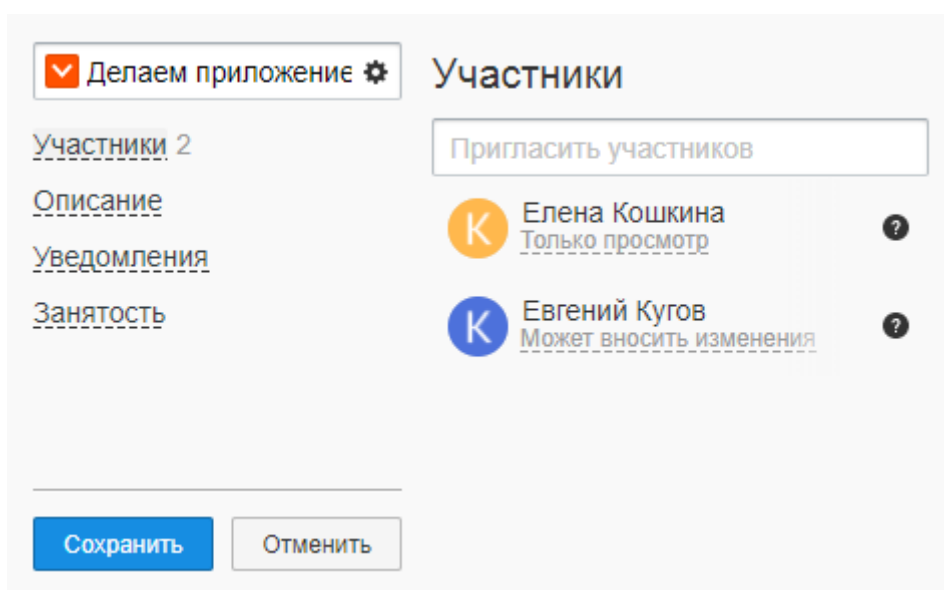 Делаем приложение
Участники 2
Описание
Уведомления
Занятость
Сохранить
Отменить
Участники
Пригласить участников
К
Елена Кошкина
Только просмотр
?
К
Евгений Кугов
Может вносить изменения
?